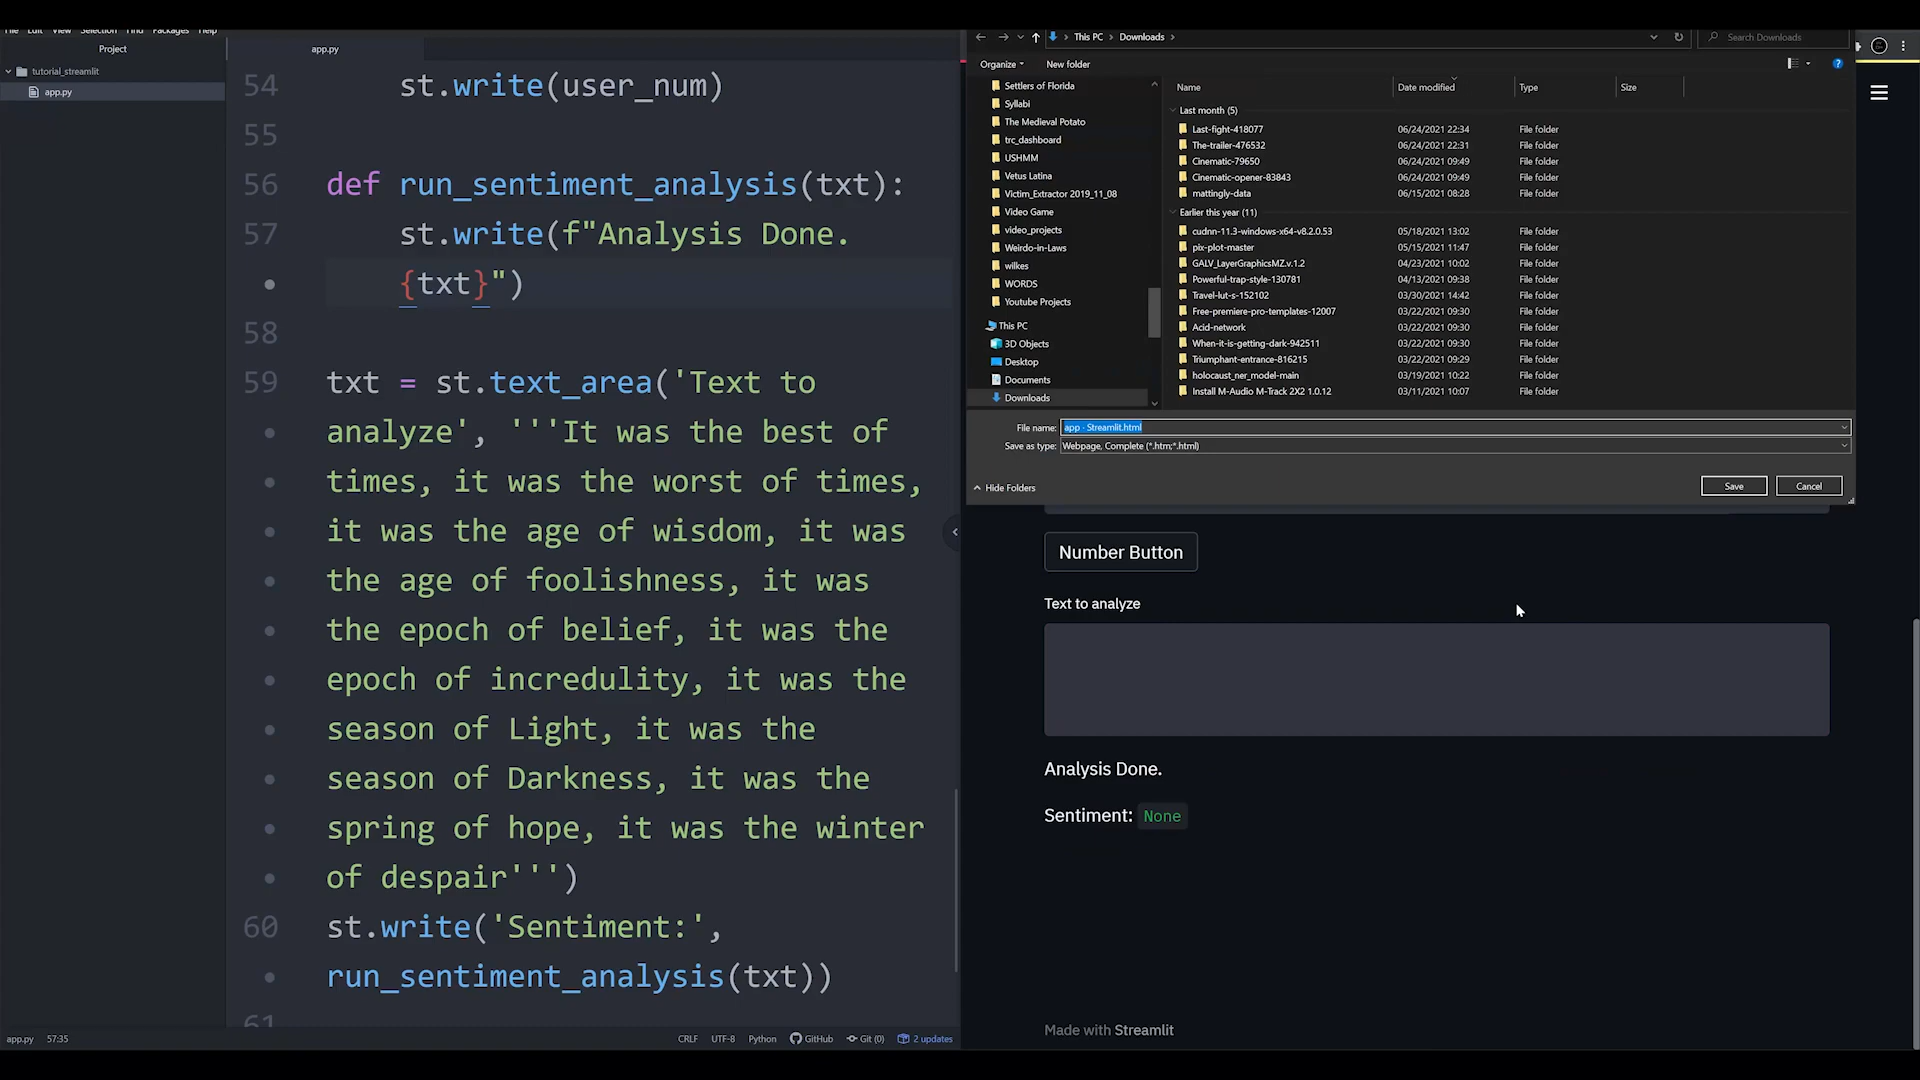 File Edit View Selection Find Packages Help
Project
tutorial_streamlit
app.py
app.py
54 st.write(user_num)
55
56 def run_sentiment_analysis(txt):
57 st.write(f"Analysis Done.
{txt}")
58
59 txt = st.text_area('Text to
analyze', '''It was the best of
times, it was the worst of times,
it was the age of wisdom, it was
the age of foolishness, it was
the epoch of belief, it was the
epoch of incredulity, it was the
season of Light, it was the
season of Darkness, it was the
spring of hope, it was the winter
of despair''')
60 st.write('Sentiment:',
run_sentiment_analysis(txt))
61
app.py 57:35 CRLF UTF-8 Python GitHub Git (0) 2 updates
This PC Downloads Search Downloads
Organize New folder
Settlers of Florida
Syllabi
The Medieval Potato
trc_dashboard
USHMM
Vetus Latina
Victim_Extractor 2019_11_08
Video Game
video_projects
Weirdo-in-Laws
wilkes
WORDS
Youtube Projects
This PC
3D Objects
Desktop
Documents
Downloads
Name Date modified Type Size
Last month (5)
Last-fight-418077 06/24/2021 22:34 File folder
The-trailer-476532 06/24/2021 22:31 File folder
Cinematic-79650 06/24/2021 09:49 File folder
Cinematic-opener-83843 06/24/2021 09:49 File folder
mattingly-data 06/15/2021 08:28 File folder
Earlier this year (11)
cudnn-11.3-windows-x64-v8.2.0.53 05/18/2021 13:02 File folder
pix-plot-master 05/15/2021 11:47 File folder
GALV_LayerGraphicsMZ.v.1.2 04/23/2021 10:02 File folder
Powerful-trap-style-130781 04/13/2021 09:38 File folder
Travel-lut-s-152102 03/30/2021 14:42 File folder
Free-premiere-pro-templates-12007 03/22/2021 09:30 File folder
Acid-network 03/22/2021 09:30 File folder
When-it-is-getting-dark-942511 03/22/2021 09:30 File folder
Triumphant-entrance-816215 03/22/2021 09:29 File folder
holocaust_ner_model-main 03/19/2021 10:22 File folder
Install M-Audio M-Track 2X2 1.0.12 03/11/2021 10:07 File folder
File name: app · Streamlit.html
Save as type: Webpage, Complete (*.htm;*.html)
Hide Folders Save Cancel
Number Button
Text to analyze
Analysis Done.
Sentiment: None
Made with Streamlit